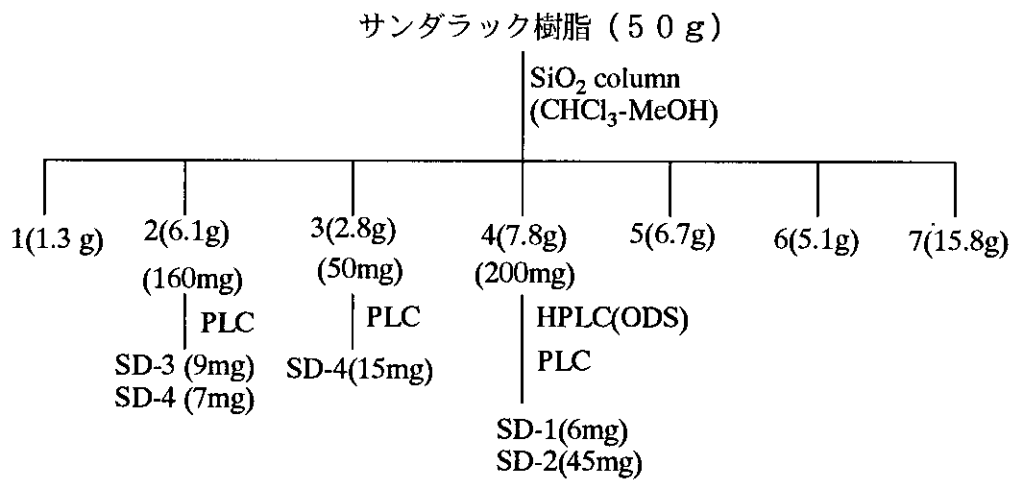 サンダラック樹脂(50g)
SiO2 column
(CHCl3-MeOH)
1(1.3 g) 2(6.1g) 3(2.8g) 4(7.8g) 5(6.7g) 6(5.1g) 7(15.8g)
(160mg) (50mg) (200mg)
PLC PLC HPLC(ODS)
SD-3 (9mg) SD-4(15mg) PLC
SD-4 (7mg)
SD-1(6mg)
SD-2(45mg)